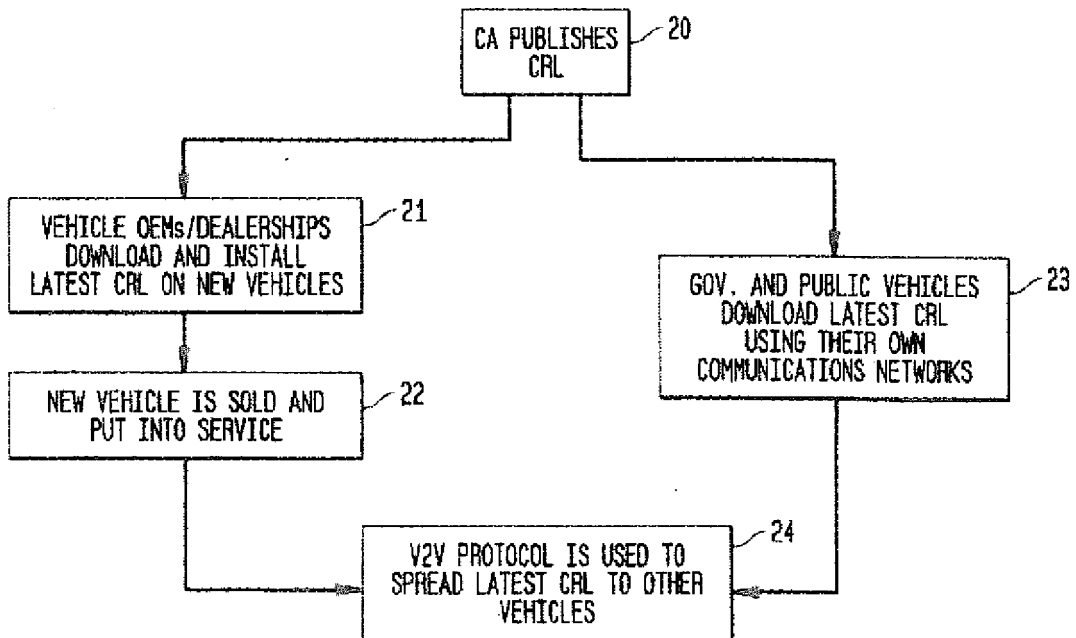 CA PUBLISHES
CRL
20
VEHICLE OEMs/DEALERSHIPS
DOWNLOAD AND INSTALL
LATEST CRL ON NEW VEHICLES
21
GOV. AND PUBLIC VEHICLES
DOWNLOAD LATEST CRL
USING THEIR OWN
COMMUNICATIONS NETWORKS
23
NEW VEHICLE IS SOLD AND
PUT INTO SERVICE
22
V2V PROTOCOL IS USED TO
SPREAD LATEST CRL TO OTHER
VEHICLES
24